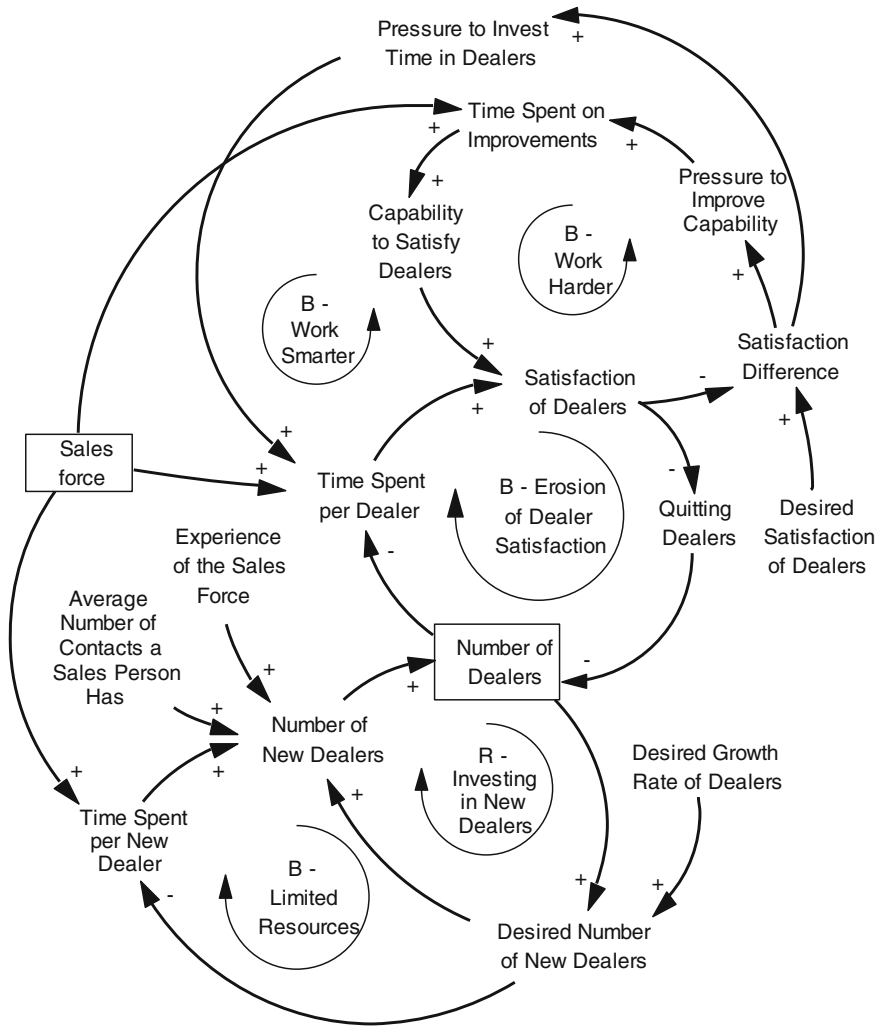 Pressure to Invest
Time in Dealers
+
Time Spent on
Improvements
+
+
+
Pressure to
Improve
Capability
+
Capability
to Satisfy
Dealers
B -
Work
Harder
B -
Work
Smarter
+
Satisfaction
Difference
-
+
Satisfaction
of Dealers
+
+
Sales
force
+
Time Spent
per Dealer
-
B - Erosion
of Dealer
Satisfaction
-
Quitting
Dealers
Desired
Satisfaction
of Dealers
Experience
of the Sales
Force
Average
Number of
Contacts a
Sales Person
Has
+
+
+
Number of
Dealers
-
+
Number of
New Dealers
+
R -
Investing
in New
Dealers
Desired Growth
Rate of Dealers
+
Time Spent
per New
Dealer
-
B -
Limited
Resources
+
+
Desired Number
of New Dealers